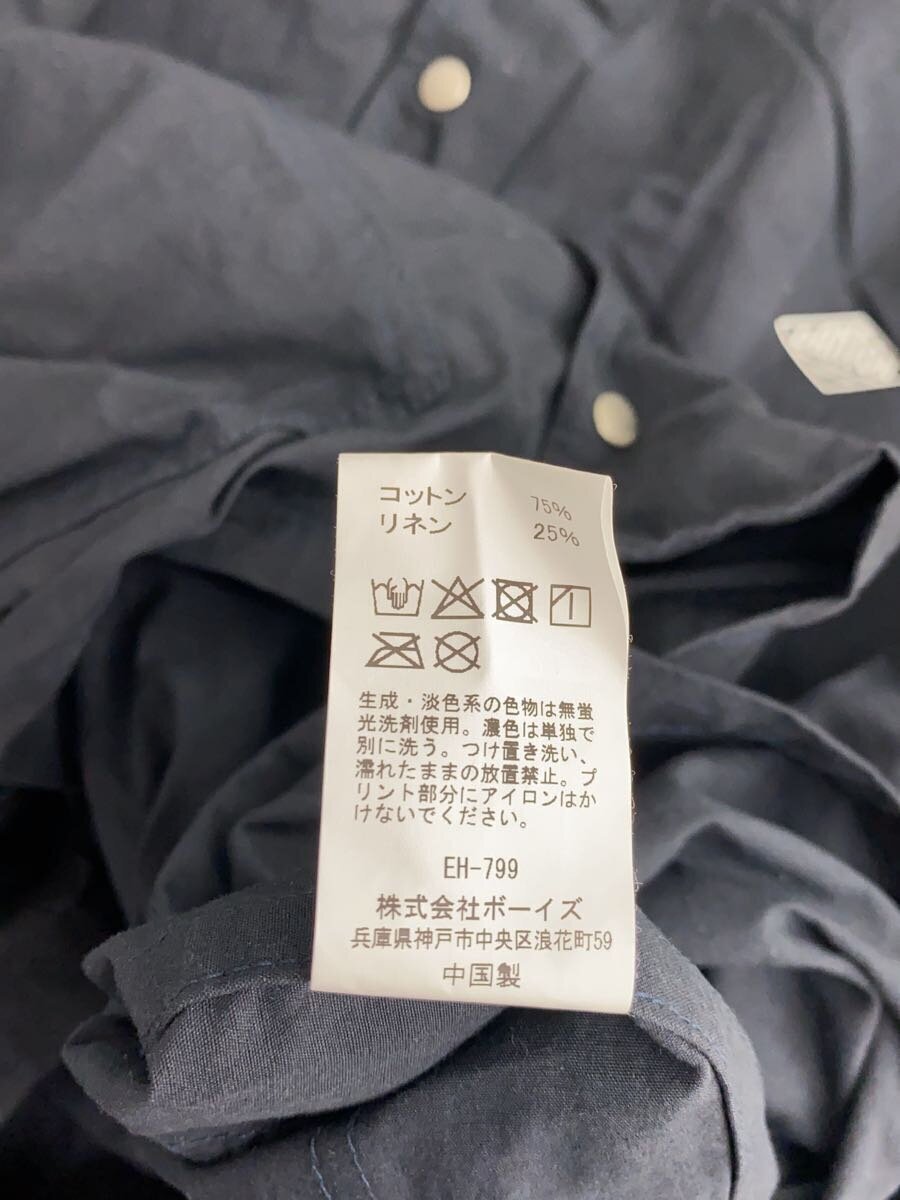 コットン 75%
リネン 25%
生成・淡色系の色物は無蛍
光洗剤使用。濃色は単独で
別に洗う。つけ置き洗い、
濡れたままの放置禁止。プ
リント部分にアイロンはか
けないでください。
EH-799
株式会社ボーイズ
兵庫県神戸市中央区浪花町59
中国製